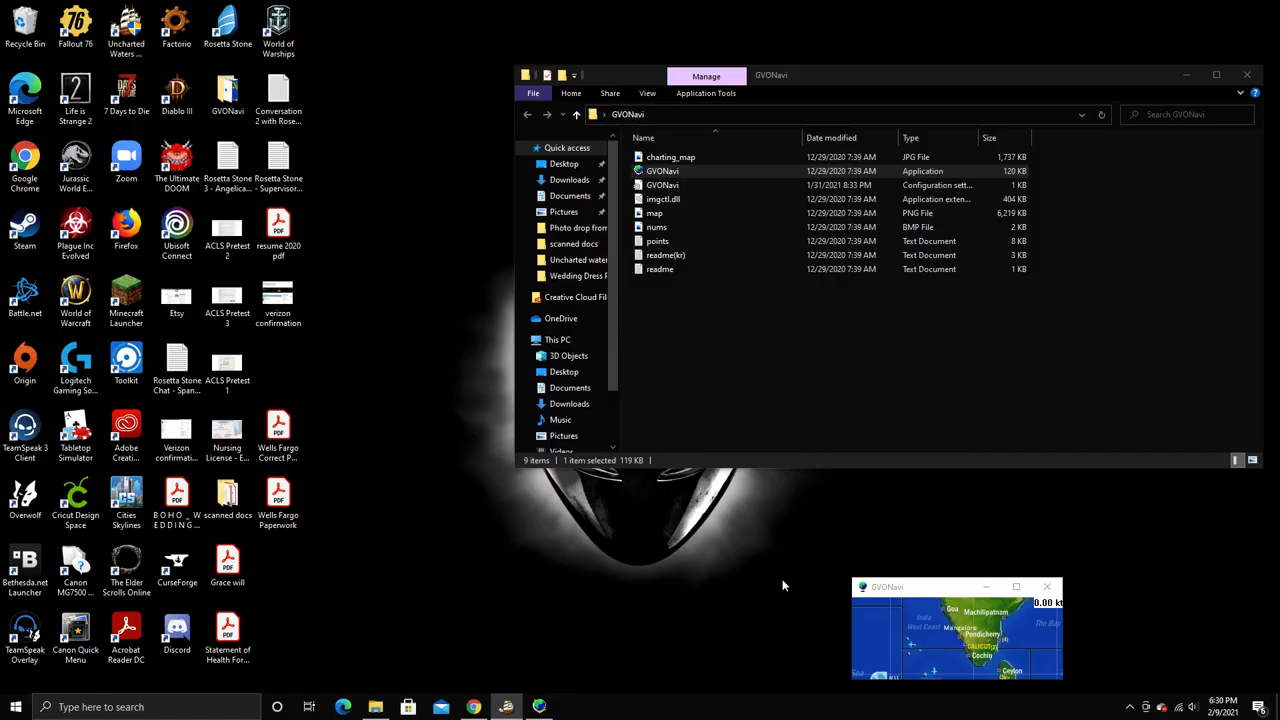 Recycle Bin
Fallout 76
Uncharted
Waters ...
Factorio
Rosetta Stone
World of
Warships
Microsoft
Edge
Life is
Strange 2
7 Days to Die
Diablo III
GVONavi
Conversation
2 with Rose...
Google
Chrome
Jurassic
World E...
Zoom
The Ultimate
DOOM
Rosetta Stone
3 - Angelica...
Rosetta Stone
- Supervisor...
Steam
Plague Inc
Evolved
Firefox
Ubisoft
Connect
ACLS Pretest
2
resume 2020
pdf
Battle.net
World of
Warcraft
Minecraft
Launcher
Etsy
ACLS Pretest
3
verizon
confirmation
Origin
Logitech
Gaming So...
Toolkit
Rosetta Stone
Chat - Span...
ACLS Pretest
1
TeamSpeak 3
Client
Tabletop
Simulator
Adobe
Creati...
Verizon
confirmati...
Nursing
License - E...
Wells Fargo
Correct P...
Overwolf
Cricut Design
Space
Cities
Skylines
B O H O _ W
E D D I N G ...
scanned docs
Wells Fargo
Paperwork
Bethesda.net
Launcher
Canon
MG7500 ...
The Elder
Scrolls Online
CurseForge
Grace will
TeamSpeak
Overlay
Canon Quick
Menu
Acrobat
Reader DC
Discord
Statement of
Health For...
Manage
GVONavi
File
Home
Share
View
Application Tools
GVONavi
Search GVONavi
Name
Date modified
Type
Size
charting_map 12/29/2020 7:39 AM JPG File 1,737 KB
GVONavi 12/29/2020 7:39 AM Application 120 KB
GVONavi 1/31/2021 8:33 PM Configuration sett... 1 KB
imgctl.dll 12/29/2020 7:39 AM Application exten... 404 KB
map 12/29/2020 7:39 AM PNG File 6,219 KB
nums 12/29/2020 7:39 AM BMP File 2 KB
points 12/29/2020 7:39 AM Text Document 8 KB
readme(kr) 12/29/2020 7:39 AM Text Document 3 KB
readme 12/29/2020 7:39 AM Text Document 1 KB
Quick access
Desktop
Downloads
Documents
Pictures
Photo drop from
scanned docs
Uncharted water
Wedding Dress P
Creative Cloud Fil
OneDrive
This PC
3D Objects
Desktop
Documents
Downloads
Music
Pictures
Videos
9 items
1 item selected 119 KB
GVONavi
0.00 kt
Goa
Machilipatnam
India
West Coast
Mangalore
The Bay
Pondicherry
(4)
CALICUT(2)
Cochin
Ceylon
Goa
Type here to search
6:30 PM
2/9/2021